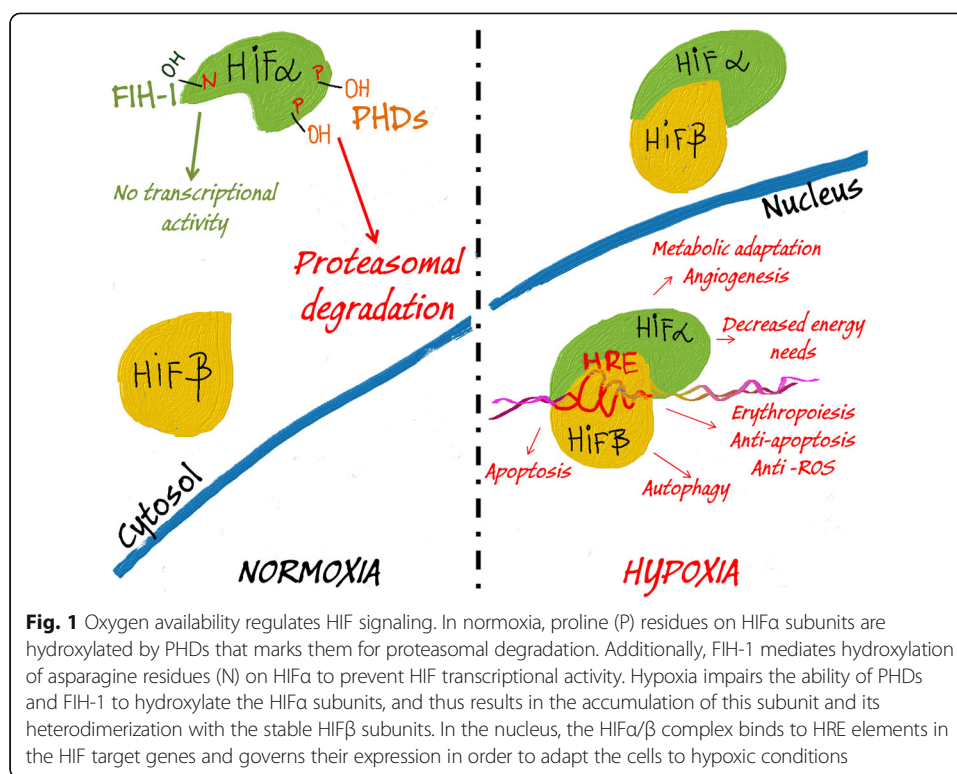 OH
FIH-1
N
HiFα
P
OH
P
OH
PHDs
No transcriptional
activity
Proteasomal
degradation
HiFβ
Cytosol
NORMOXIA
HiF α
HiFβ
Nucleus
Metabolic adaptation
Angiogenesis
HiFα
HRE
Decreased energy
needs
HiFβ
Erythropoiesis
Anti-apoptosis
Anti -ROS
Apoptosis
Autophagy
HYPOXIA
Fig. 1 Oxygen availability regulates HIF signaling. In normoxia, proline (P) residues on HIFα subunits are
hydroxylated by PHDs that marks them for proteasomal degradation. Additionally, FIH-1 mediates hydroxylation
of asparagine residues (N) on HIFα to prevent HIF transcriptional activity. Hypoxia impairs the ability of PHDs
and FIH-1 to hydroxylate the HIFα subunits, and thus results in the accumulation of this subunit and its
heterodimerization with the stable HIFβ subunits. In the nucleus, the HIFα/β complex binds to HRE elements in
the HIF target genes and governs their expression in order to adapt the cells to hypoxic conditions